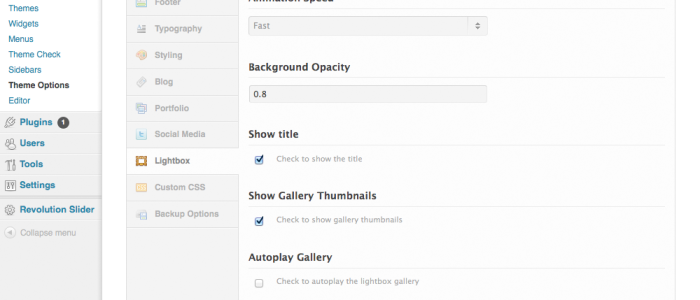 Themes
Widgets
Menus
Theme Check
Sidebars
Theme Options
Editor
Plugins 1
Users
Tools
Settings
Revolution Slider
Collapse menu
Footer
Typography
Styling
Blog
Portfolio
Social Media
Lightbox
Custom CSS
Backup Options
Animation Speed
Fast
Background Opacity
0.8
Show title
Check to show the title
Show Gallery Thumbnails
Check to show gallery thumbnails
Autoplay Gallery
Check to autoplay the lightbox gallery